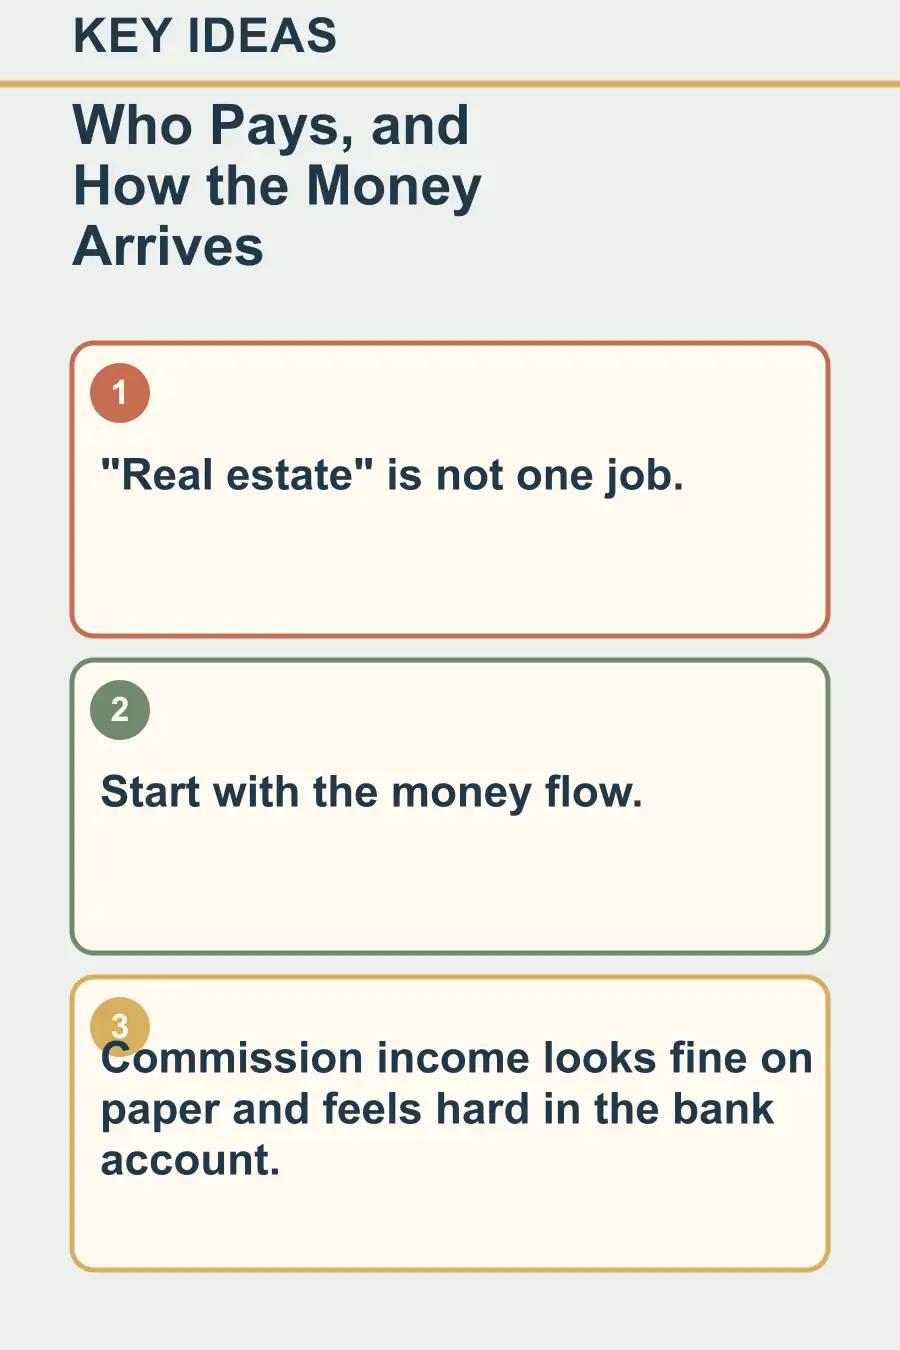 KEY IDEAS
Who Pays, and
How the Money
Arrives
1
"Real estate" is not one job.
2
Start with the money flow.
3
Commission income looks fine on
paper and feels hard in the bank
account.